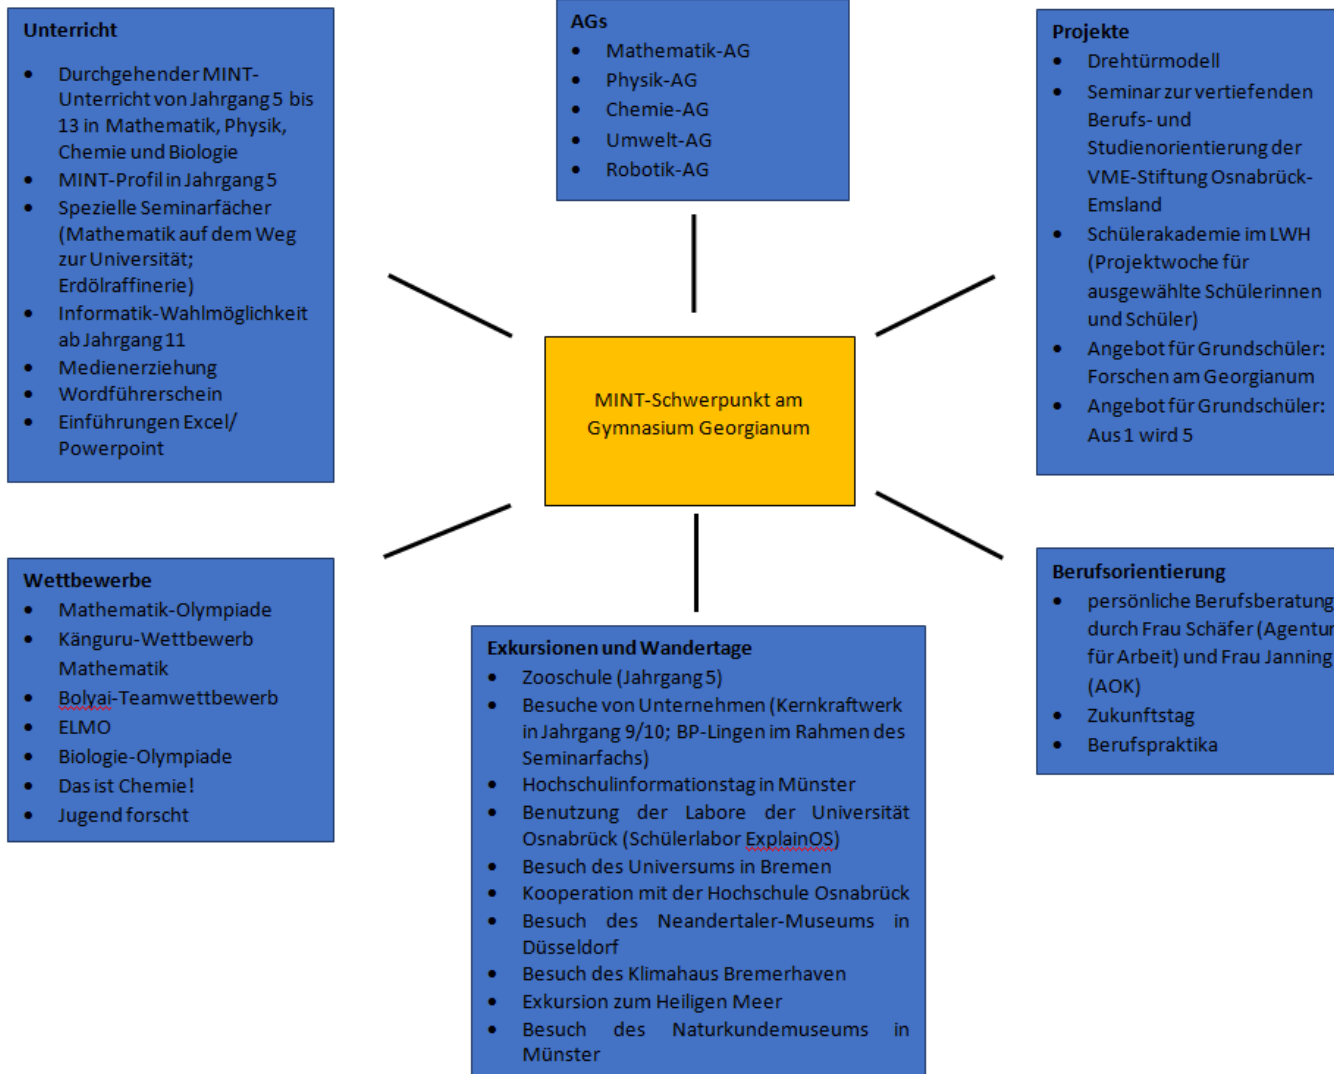 Unterricht
• Durchgehender MINT-
Unterricht von Jahrgang 5 bis
13 in Mathematik, Physik,
Chemie und Biologie
• MINT-Profil in Jahrgang 5
• Spezielle Seminarfächer
(Mathematik auf dem Weg
zur Universität;
Erdölraffinerie)
• Informatik-Wahlmöglichkeit
ab Jahrgang 11
• Medienerziehung
• Wordführerschein
• Einführungen Excel/
Powerpoint
AGs
• Mathematik-AG
• Physik-AG
• Chemie-AG
• Umwelt-AG
• Robotik-AG
Projekte
• Drehtürmodell
• Seminar zur vertiefenden
Berufs- und
Studienorientierung der
VME-Stiftung Osnabrück-
Emsland
• Schülerakademie im LWH
(Projektwoche für
ausgewählte Schülerinnen
und Schüler)
• Angebot für Grundschüler:
Forschen am Georgianum
• Angebot für Grundschüler:
Aus 1 wird 5
MINT-Schwerpunkt am
Gymnasium Georgianum
Wettbewerbe
• Mathematik-Olympiade
• Känguru-Wettbewerb
Mathematik
• Bolyai-Teamwettbewerb
• ELMO
• Biologie-Olympiade
• Das ist Chemie!
• Jugend forscht
Exkursionen und Wandertage
• Zooschule (Jahrgang 5)
• Besuche von Unternehmen (Kernkraftwerk
in Jahrgang 9/10; BP-Lingen im Rahmen des
Seminarfachs)
• Hochschulinformationstag in Münster
• Benutzung der Labore der Universität
Osnabrück (Schülerlabor ExplainOS)
• Besuch des Universums in Bremen
• Kooperation mit der Hochschule Osnabrück
• Besuch des Neandertaler-Museums in
Düsseldorf
• Besuch des Klimahaus Bremerhaven
• Exkursion zum Heiligen Meer
• Besuch des Naturkundemuseums in
Münster
Berufsorientierung
• persönliche Berufsberatung
durch Frau Schäfer (Agentur
für Arbeit) und Frau Janning
(AOK)
• Zukunftstag
• Berufspraktika